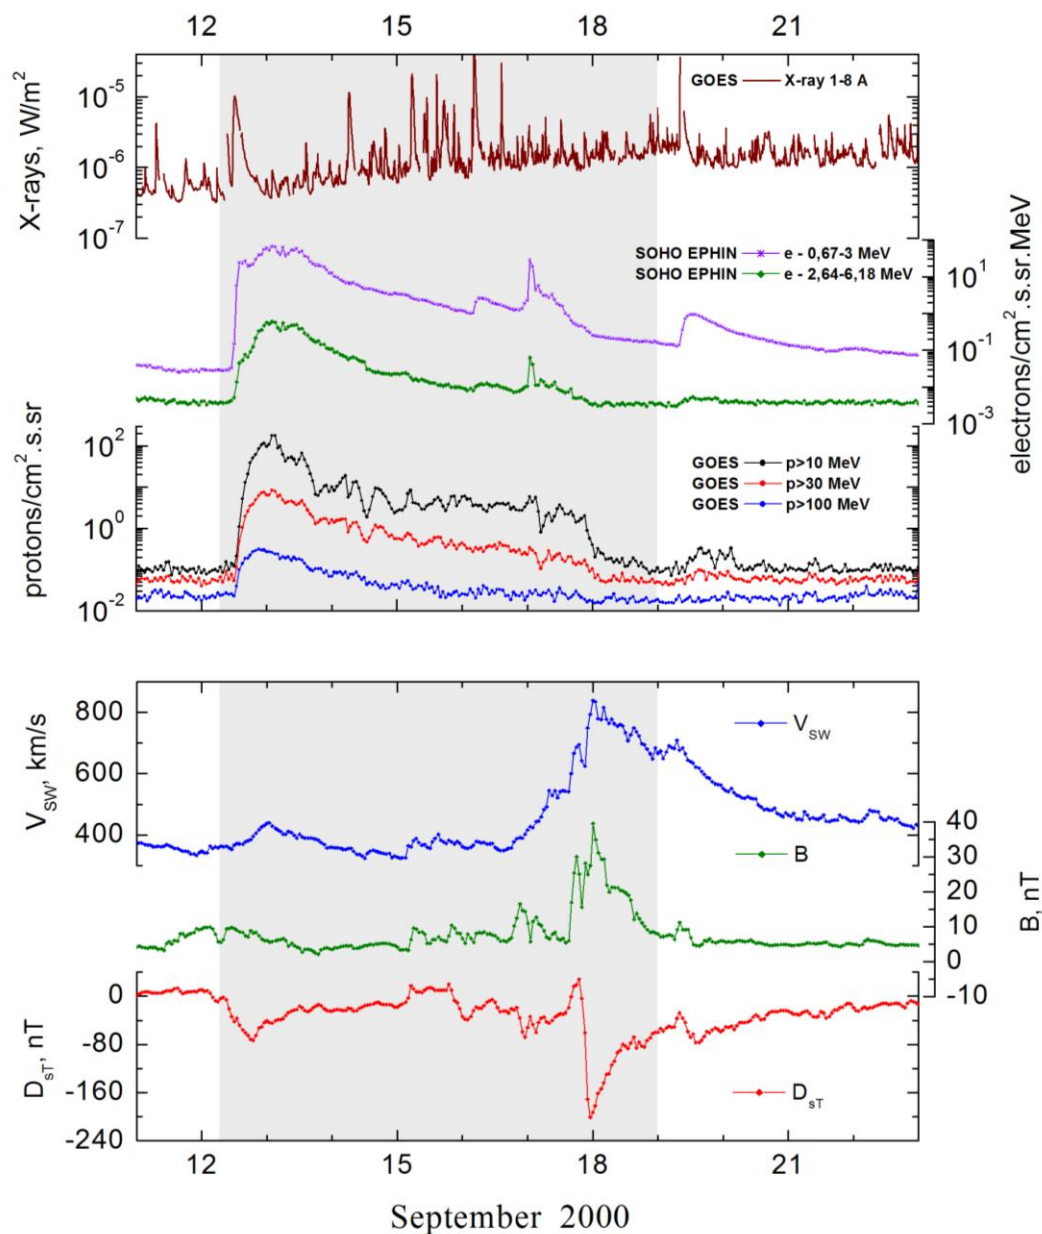 12 15 18 21
X-rays, W/m²
10⁻⁵
10⁻⁶
10⁻⁷
GOES X-ray 1-8 A
SOHO EPHIN e - 0,67-3 MeV
SOHO EPHIN e - 2,64-6,18 MeV
10¹
10⁻¹
10⁻³
electrons/cm².s.sr.MeV
protons/cm².s.sr
10²
10⁰
10⁻²
GOES p>10 MeV
GOES p>30 MeV
GOES p>100 MeV
V_SW, km/s
800
600
400
V_SW
B
40
30
20
10
0
-10
B, nT
D_sT, nT
0
-80
-160
-240
D_sT
12 15 18 21
September 2000